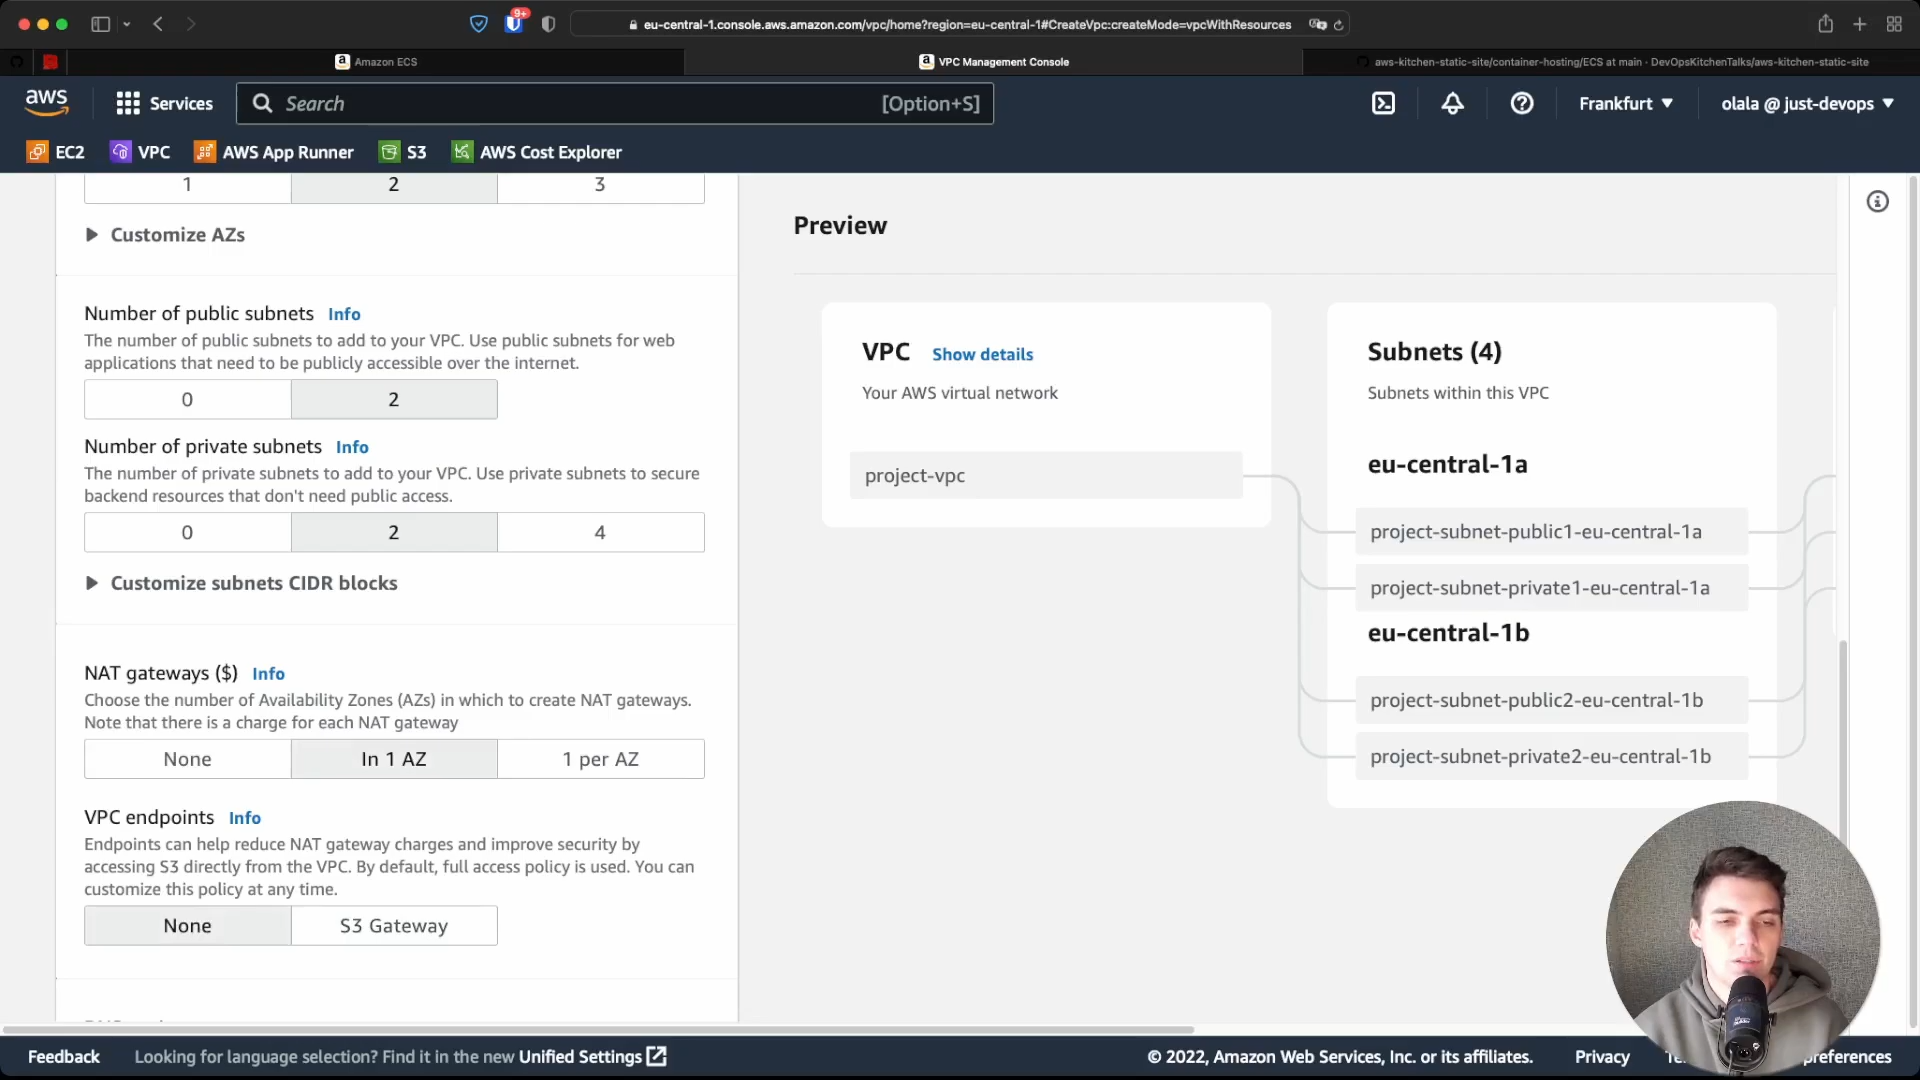 9+
eu-central-1.console.aws.amazon.com/vpc/home?region=eu-central-1#CreateVpc:createMode=vpcWithResources
Amazon ECS
VPC Management Console
aws-kitchen-static-site/container-hosting/ECS at main · DevOpsKitchenTalks/aws-kitchen-static-site
aws
Services
Search
[Option+S]
Frankfurt
olala @ just-devops
EC2
VPC
AWS App Runner
S3
AWS Cost Explorer
1
2
3
Customize AZs
Number of public subnets Info
The number of public subnets to add to your VPC. Use public subnets for web
applications that need to be publicly accessible over the internet.
0
2
Number of private subnets Info
The number of private subnets to add to your VPC. Use private subnets to secure
backend resources that don't need public access.
0
2
4
Customize subnets CIDR blocks
NAT gateways ($) Info
Choose the number of Availability Zones (AZs) in which to create NAT gateways.
Note that there is a charge for each NAT gateway
None
In 1 AZ
1 per AZ
VPC endpoints Info
Endpoints can help reduce NAT gateway charges and improve security by
accessing S3 directly from the VPC. By default, full access policy is used. You can
customize this policy at any time.
None
S3 Gateway
Preview
VPC Show details
Your AWS virtual network
project-vpc
Subnets (4)
Subnets within this VPC
eu-central-1a
project-subnet-public1-eu-central-1a
project-subnet-private1-eu-central-1a
eu-central-1b
project-subnet-public2-eu-central-1b
project-subnet-private2-eu-central-1b
Feedback
Looking for language selection? Find it in the new Unified Settings
© 2022, Amazon Web Services, Inc. or its affiliates.
Privacy
preferences